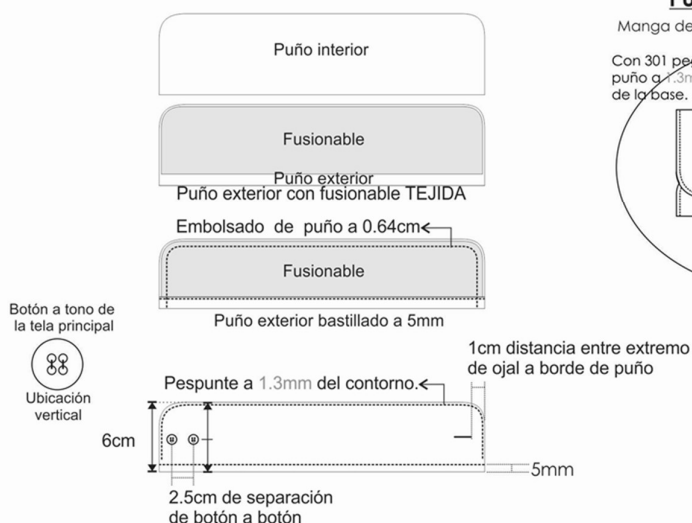 Puño interior
Manga de
Con 301
puño a 1.3m
de la base.
Fusionable
Puño exterior
Puño exterior con fusionable TEJIDA
Embolsado de puño a 0.64cm
Fusionable
Puño exterior bastillado a 5mm
Botón a tono de
la tela principal
Ubicación
vertical
1cm distancia entre extremo
de ojal a borde de puño
Pespunte a 1.3mm del contorno.
6cm
5mm
2.5cm de separación
de botón a botón